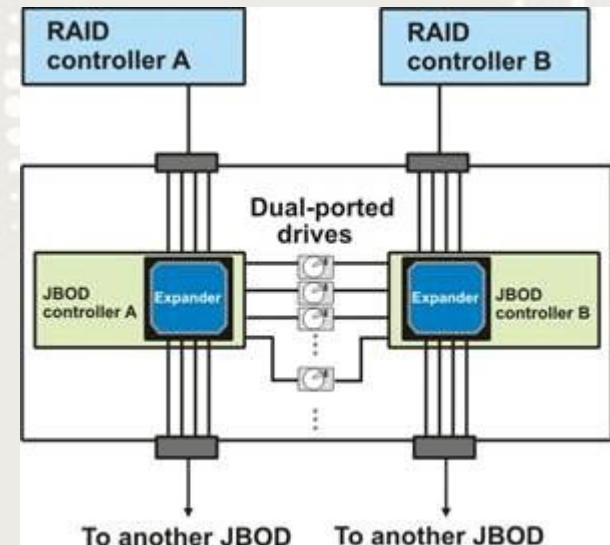 RAID
controller A
RAID
controller B
Dual-ported
drives
JBOD
controller A
Expander
Expander
JBOD
controller B
To another JBOD
To another JBOD